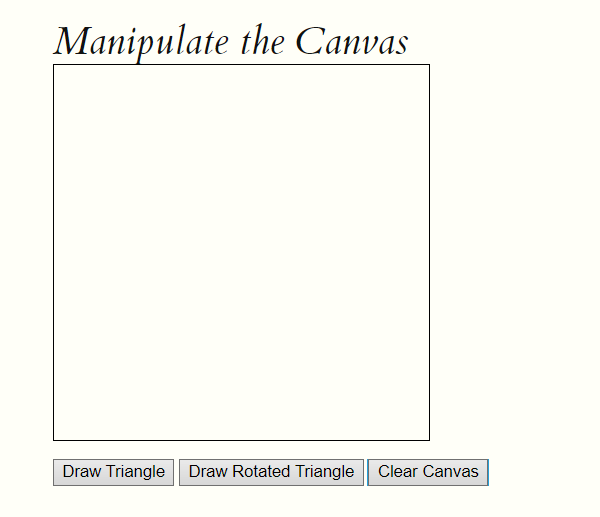 Manipulate the Canvas
Draw Triangle Draw Rotated Triangle Clear Canvas